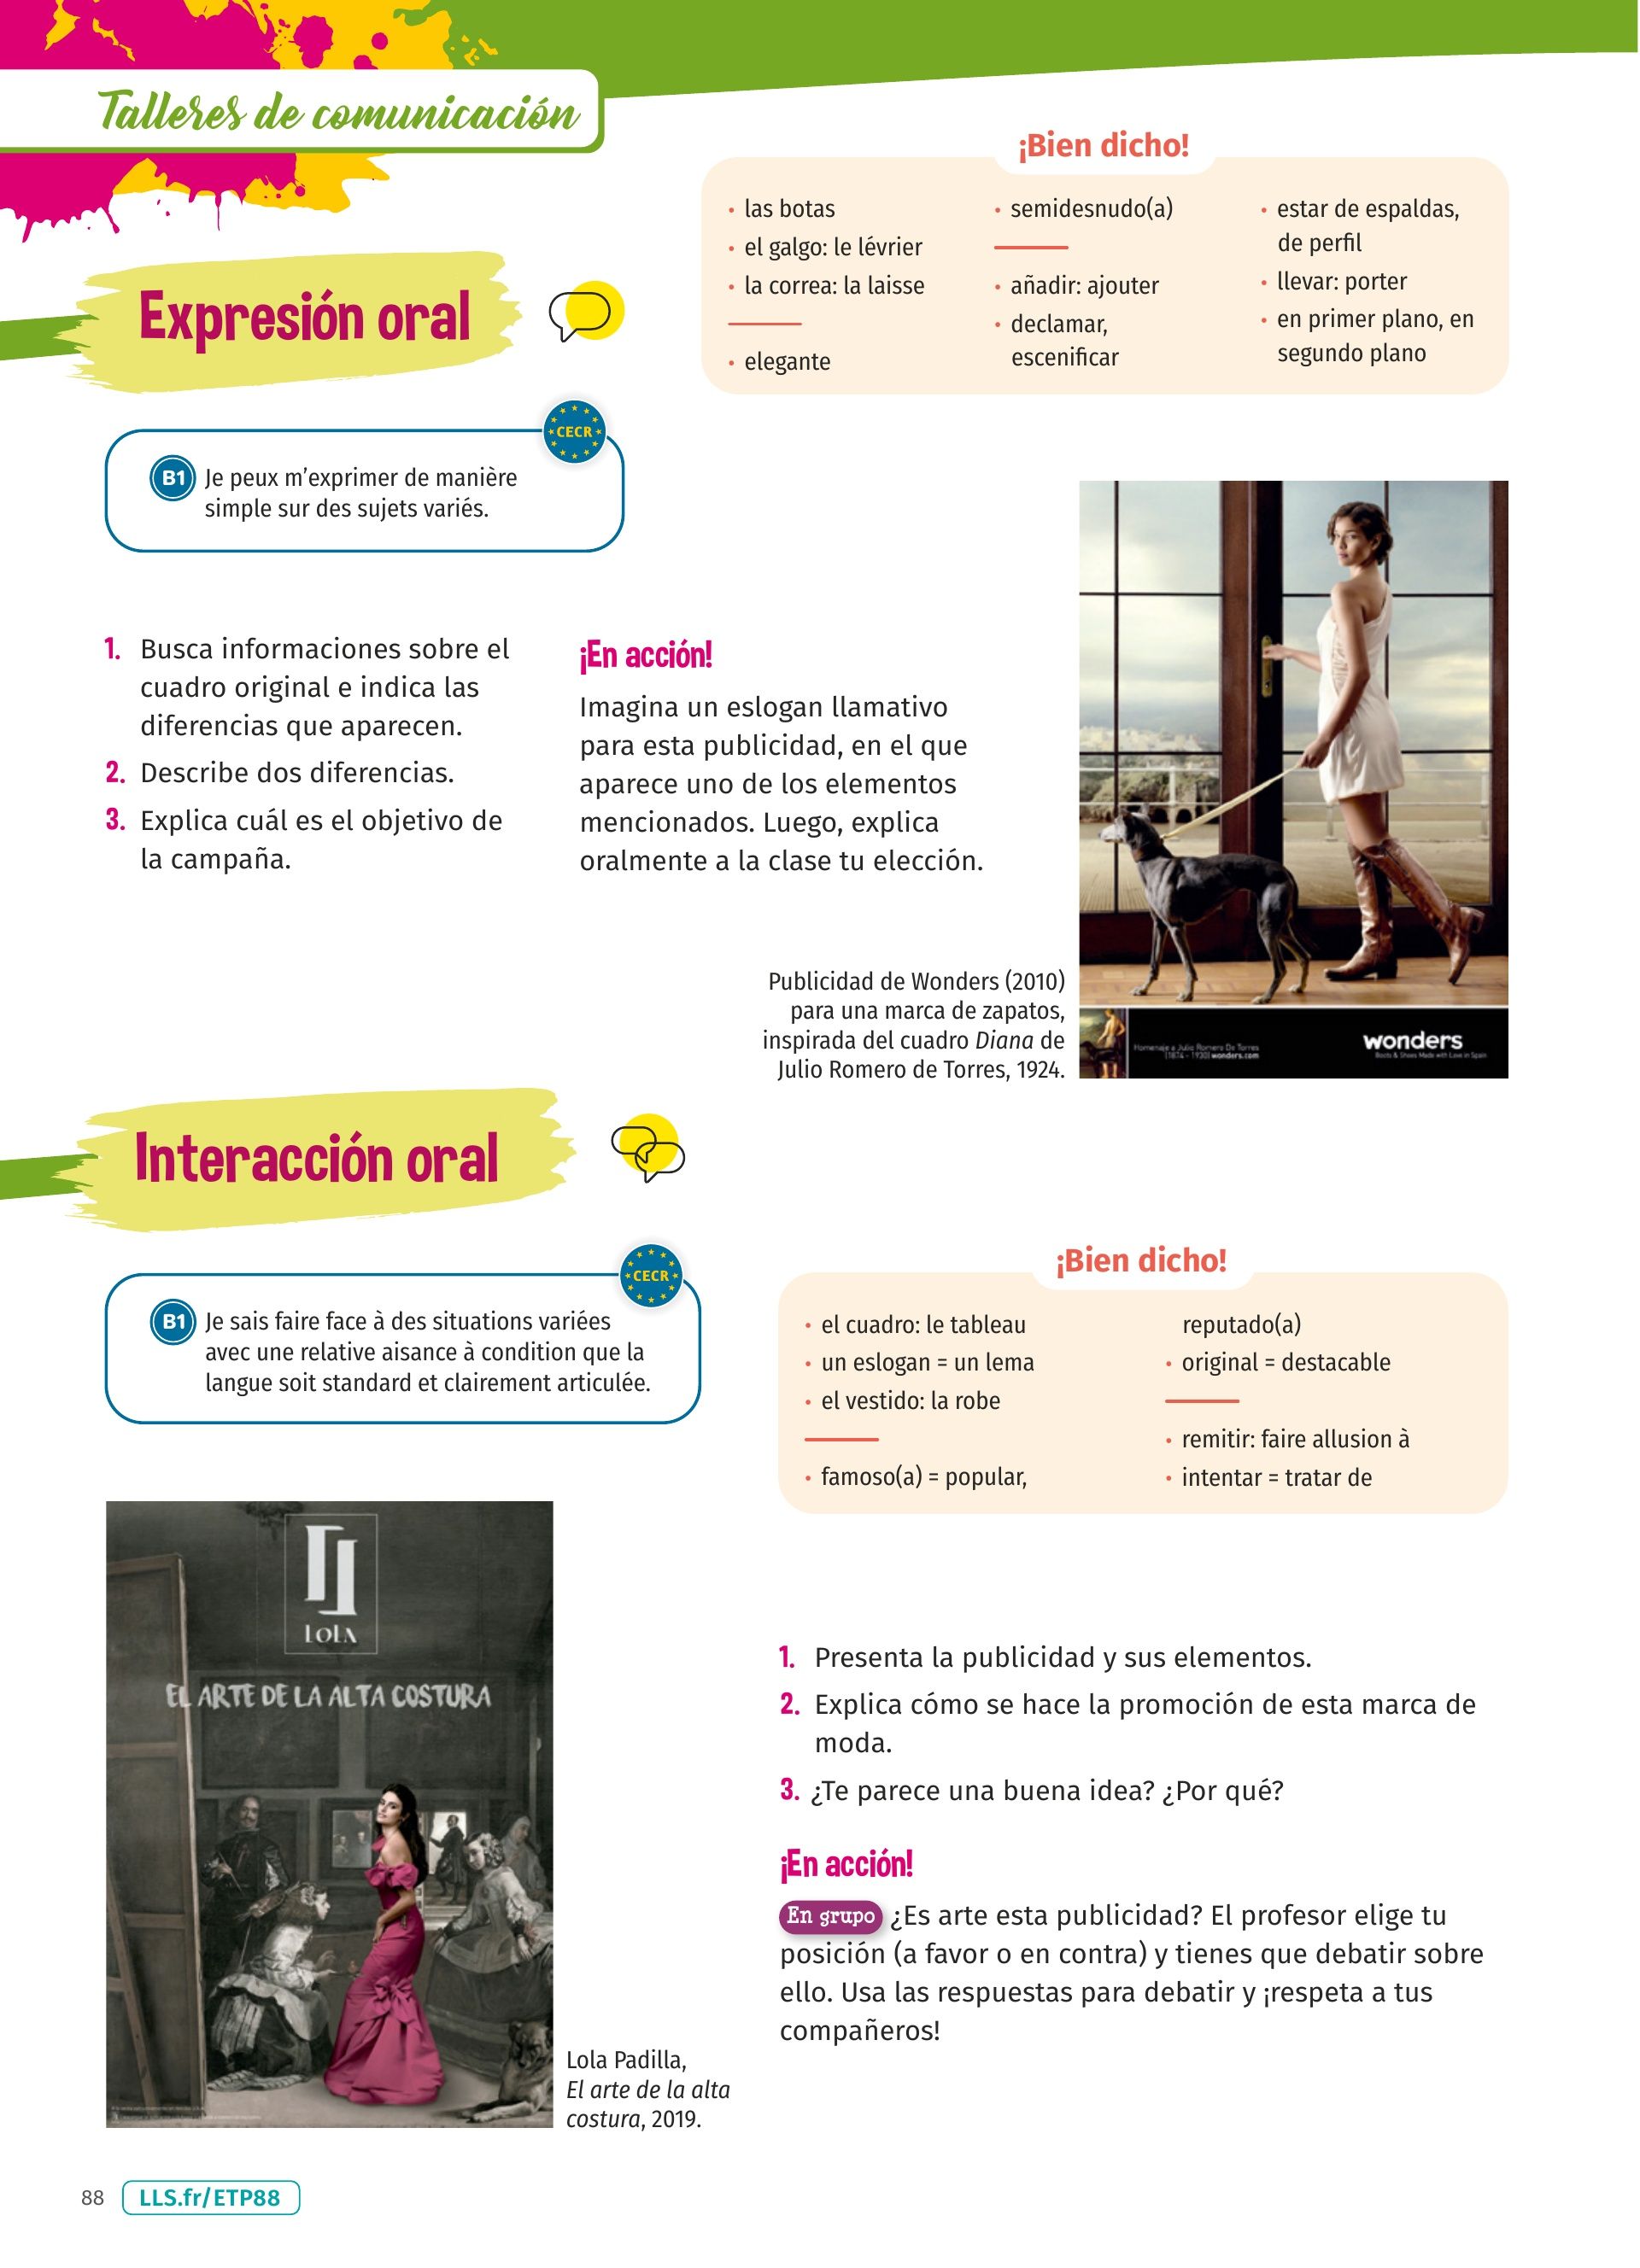 Talleres de comunicación
¡Bien dicho!
• las botas
• el galgo: le lévrier
• la correa: la laisse
• elegante
• semidesnudo(a)
• añadir: ajouter
• declamar,
escenificar
• estar de espaldas,
de perfil
• llevar: porter
• en primer plano, en
segundo plano
Expresión oral
CECR
B1 Je peux m'exprimer de manière
simple sur des sujets variés.
1. Busca informaciones sobre el
cuadro original e indica las
diferencias que aparecen.
2. Describe dos diferencias.
3. Explica cuál es el objetivo de
la campaña.
¡En acción!
Imagina un eslogan llamativo
para esta publicidad, en el que
aparece uno de los elementos
mencionados. Luego, explica
oralmente a la clase tu elección.
Publicidad de Wonders (2010)
para una marca de zapatos,
inspirada del cuadro Diana de
Julio Romero de Torres, 1924.
Homenaje a Julio Romero De Torres
(1874 - 1930) wonders.com
wonders
Boots & Shoes Made with Love in Spain
Interacción oral
CECR
B1 Je sais faire face à des situations variées
avec une relative aisance à condition que la
langue soit standard et clairement articulée.
¡Bien dicho!
• el cuadro: le tableau
• un eslogan = un lema
• el vestido: la robe
• famoso(a) = popular,
reputado(a)
• original = destacable
• remitir: faire allusion à
• intentar = tratar de
LOLA
EL ARTE DE LA ALTA COSTURA
Lola Padilla,
El arte de la alta
costura, 2019.
1. Presenta la publicidad y sus elementos.
2. Explica cómo se hace la promoción de esta marca de
moda.
3. ¿Te parece una buena idea? ¿Por qué?
¡En acción!
En grupo ¿Es arte esta publicidad? El profesor elige tu
posición (a favor o en contra) y tienes que debatir sobre
ello. Usa las respuestas para debatir y ¡respeta a tus
compañeros!
88 LLS.fr/ETP88